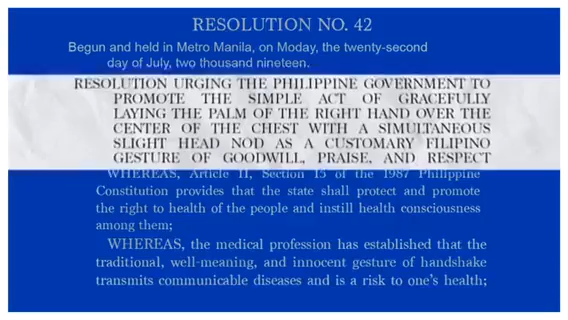 RESOLUTION NO. 42
Begun and held in Metro Manila, on Moday, the twenty-second
day of July, two thousand nineteen.
RESOLUTION URGING THE PHILIPPINE GOVERNMENT TO
PROMOTE THE SIMPLE ACT OF GRACEFULLY
LAYING THE PALM OF THE RIGHT HAND OVER THE
CENTER OF THE CHEST WITH A SIMULTANEOUS
SLIGHT HEAD NOD AS A CUSTOMARY FILIPINO
GESTURE OF GOODWILL, PRAISE, AND RESPECT
WHEREAS, Article II, Section 15 of the 1987 Philippine
Constitution provides that the state shall protect and promote
the right to health of the people and instill health consciousness
among them;
WHEREAS, the medical profession has established that the
traditional, well-meaning, and innocent gesture of handshake
transmits communicable diseases and is a risk to one's health;